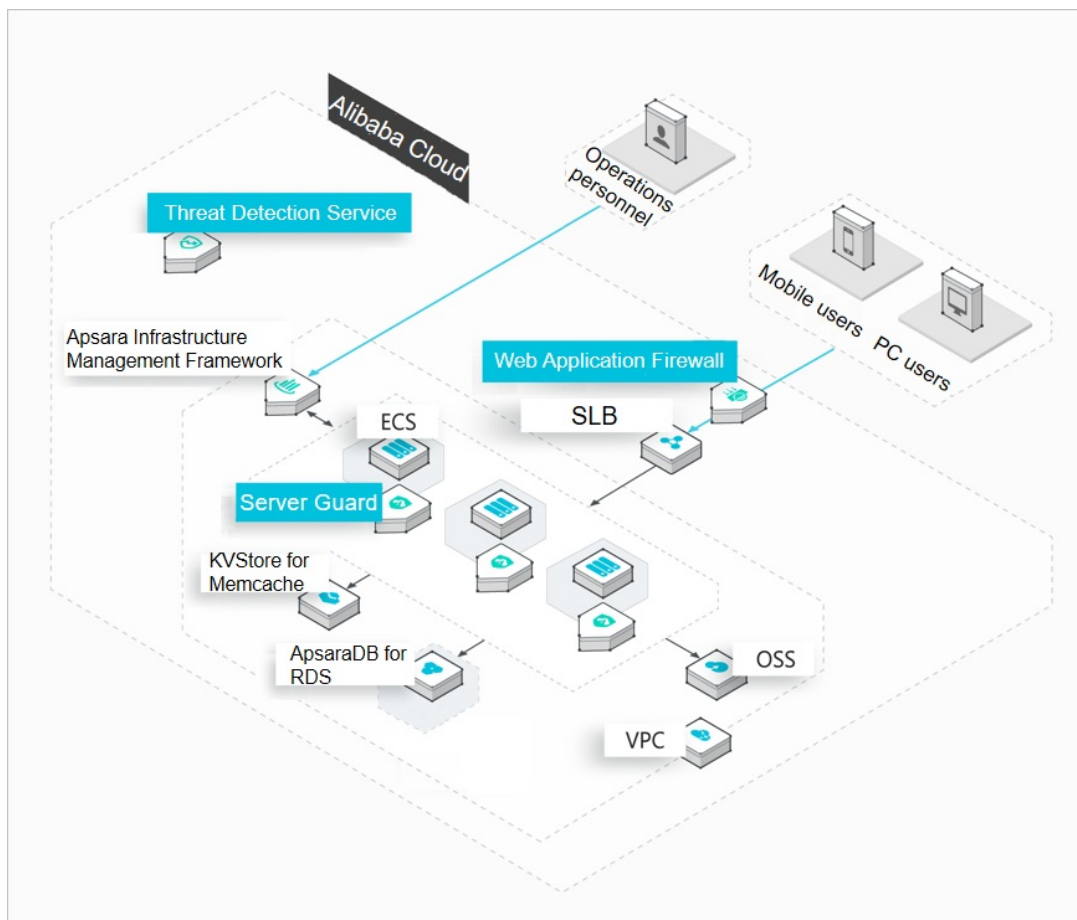 Alibaba Cloud
Operations
personnel
Threat Detection Service
Mobile users
PC users
Apsara Infrastructure
Management Framework
Web Application Firewall
SLB
ECS
Server Guard
KVStore for
Memcache
ApsaraDB for
RDS
OSS
VPC